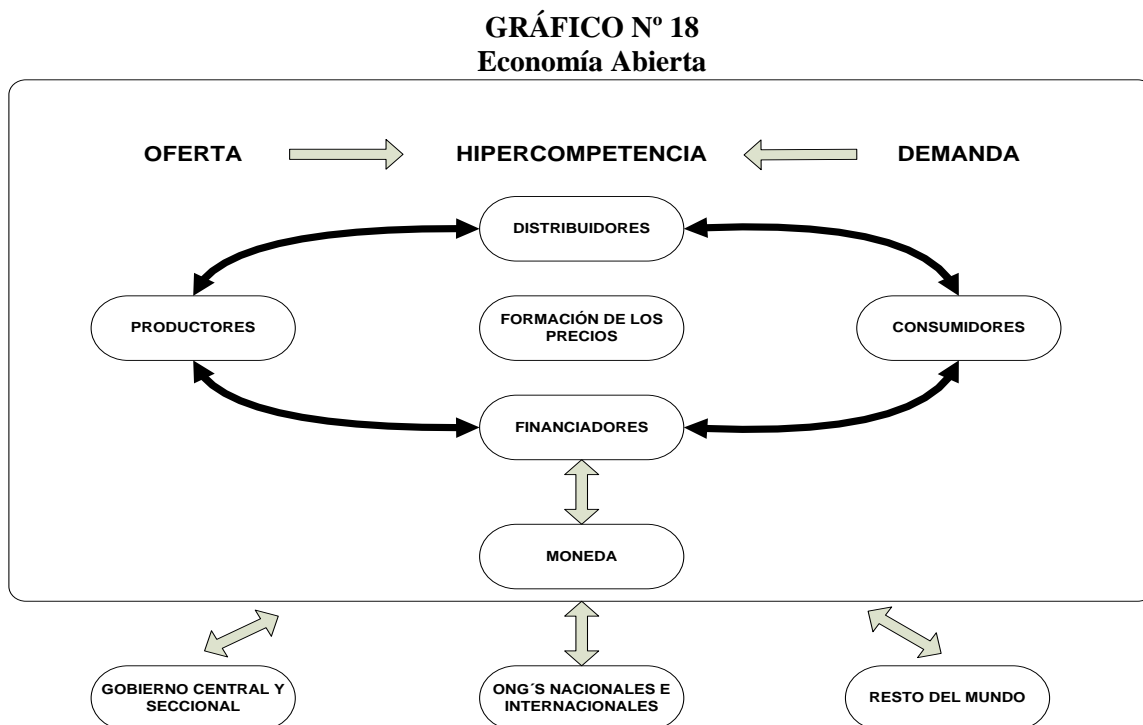 GRÁFICO Nº 18
Economía Abierta
OFERTA
HIPERCOMPETENCIA
DEMANDA
DISTRIBUIDORES
PRODUCTORES
FORMACIÓN DE LOS
PRECIOS
CONSUMIDORES
FINANCIADORES
MONEDA
GOBIERNO CENTRAL Y
SECCIONAL
ONG´S NACIONALES E
INTERNACIONALES
RESTO DEL MUNDO